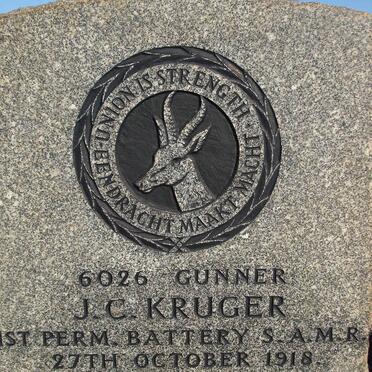 UNION IS STRENGTH · EENDRACHT MAAKT MACHT ·
6026 GUNNER
J. C. KRUGER
1ST PERM. BATTERY S. A. M. R.
27TH OCTOBER 1918.